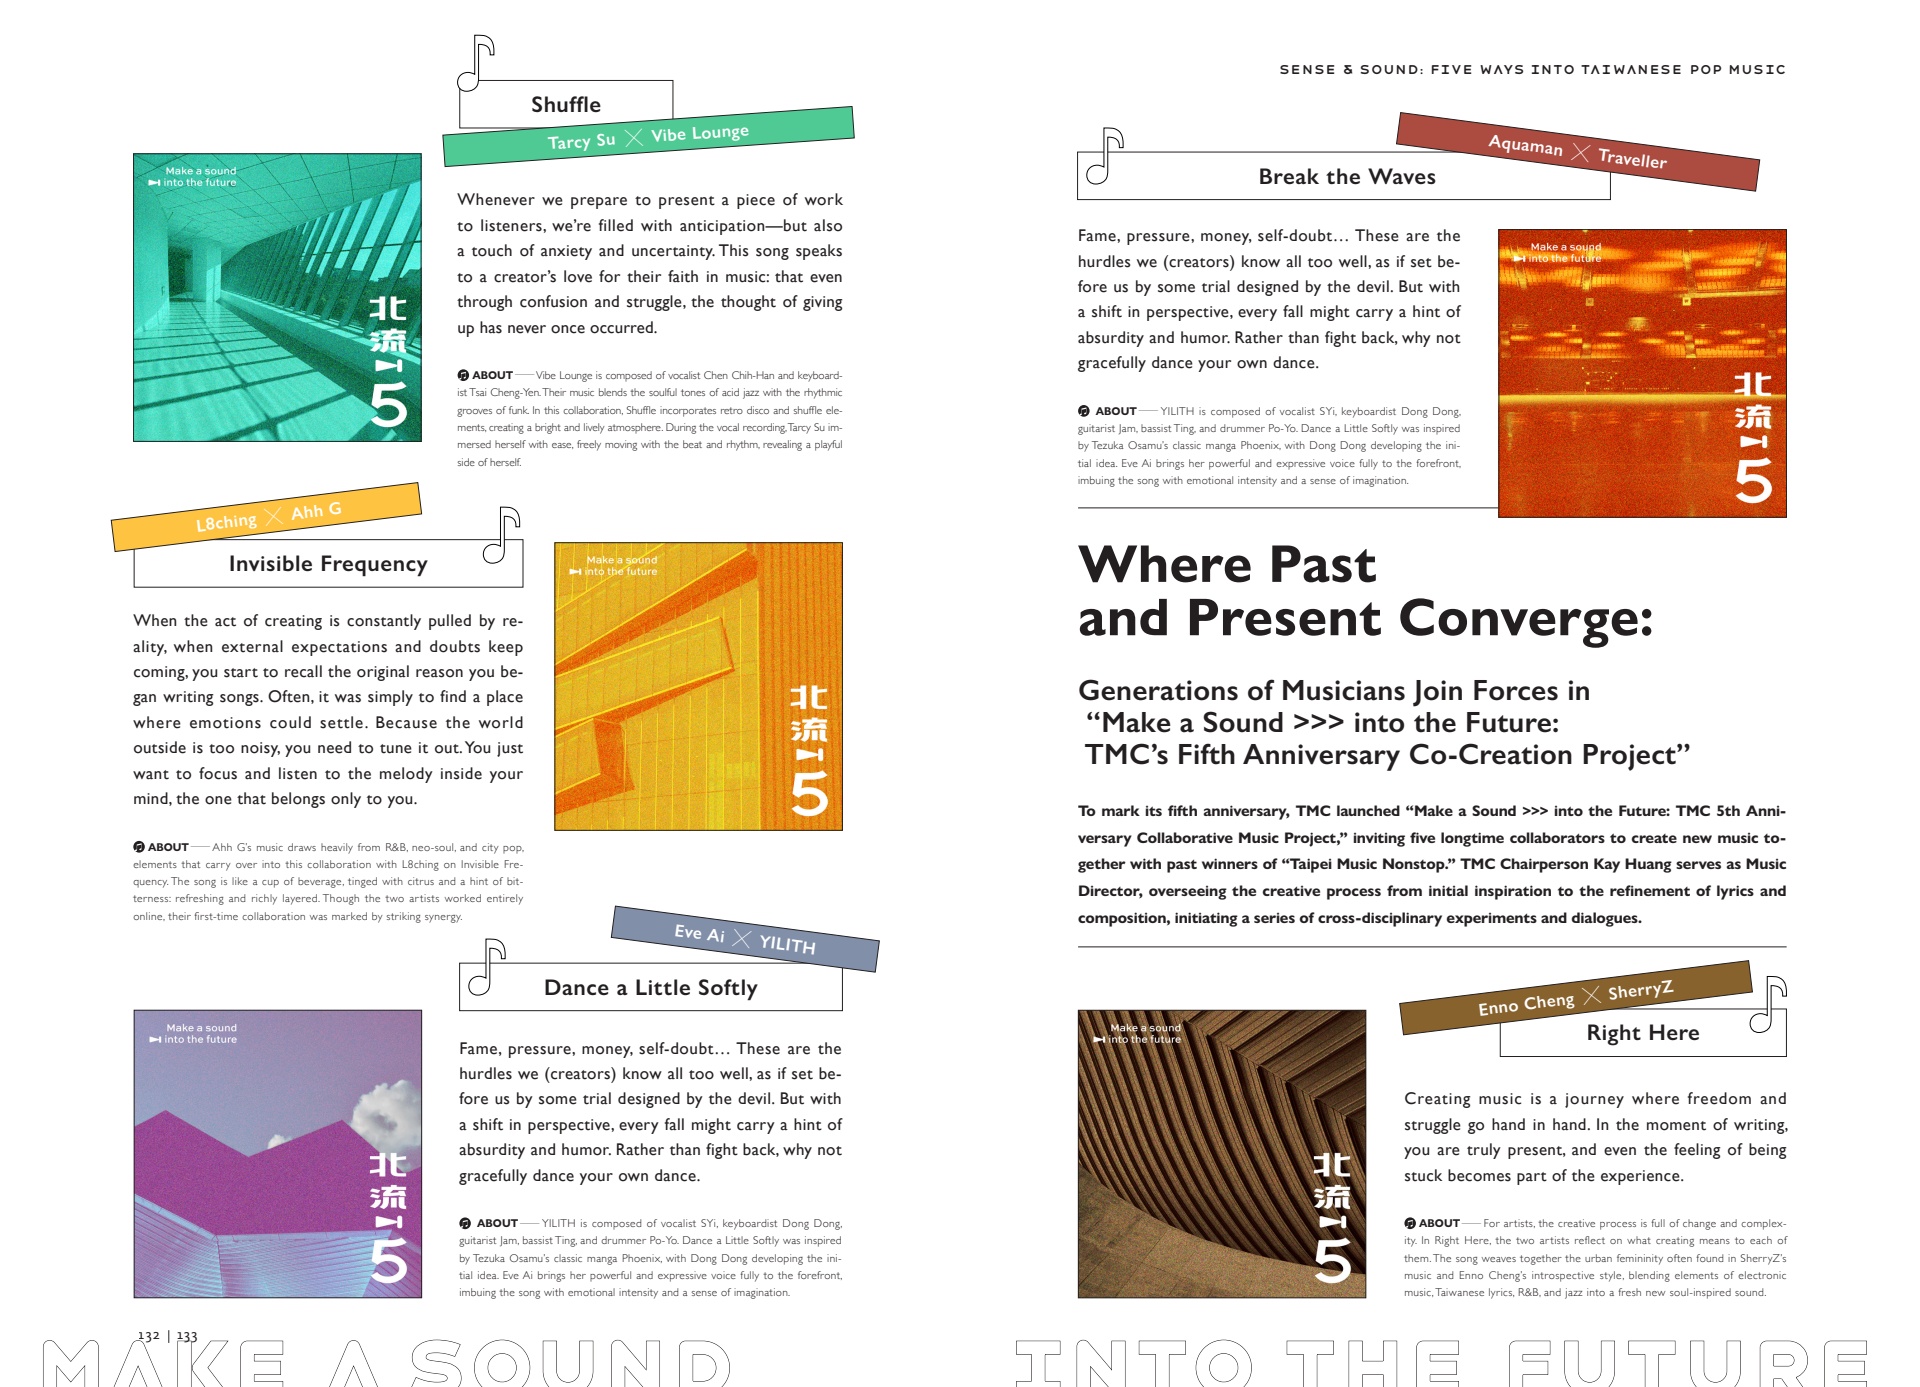 Shuffle
Tarcy Su × Vibe Lounge
Make a sound
into the future
北
流
5
Whenever we prepare to present a piece of work
to listeners, we’re filled with anticipation—but also
a touch of anxiety and uncertainty. This song speaks
to a creator’s love for their faith in music: that even
through confusion and struggle, the thought of giving
up has never once occurred.
ABOUT — Vibe Lounge is composed of vocalist Chen Chih-Han and keyboard-
ist Tsai Cheng-Yen. Their music blends the soulful tones of acid jazz with the rhythmic
grooves of funk. In this collaboration, Shuffle incorporates retro disco and shuffle ele-
ments, creating a bright and lively atmosphere. During the vocal recording, Tarcy Su im-
mersed herself with ease, freely moving with the beat and rhythm, revealing a playful
side of herself.
L8ching × Ahh G
Invisible Frequency
When the act of creating is constantly pulled by re-
ality, when external expectations and doubts keep
coming, you start to recall the original reason you be-
gan writing songs. Often, it was simply to find a place
where emotions could settle. Because the world
outside is too noisy, you need to tune it out. You just
want to focus and listen to the melody inside your
mind, the one that belongs only to you.
ABOUT — Ahh G’s music draws heavily from R&B, neo-soul, and city pop,
elements that carry over into this collaboration with L8ching on Invisible Fre-
quency. The song is like a cup of beverage, tinged with citrus and a hint of bit-
terness: refreshing and richly layered. Though the two artists worked entirely
online, their first-time collaboration was marked by striking synergy.
Make a sound
into the future
北
流
5
Eve Ai × YILITH
Dance a Little Softly
Make a sound
into the future
北
流
5
Fame, pressure, money, self-doubt… These are the
hurdles we (creators) know all too well, as if set be-
fore us by some trial designed by the devil. But with
a shift in perspective, every fall might carry a hint of
absurdity and humor. Rather than fight back, why not
gracefully dance your own dance.
ABOUT — YILITH is composed of vocalist SYi, keyboardist Dong Dong,
guitarist Jam, bassist Ting, and drummer Po-Yo. Dance a Little Softly was inspired
by Tezuka Osamu’s classic manga Phoenix, with Dong Dong developing the ini-
tial idea. Eve Ai brings her powerful and expressive voice fully to the forefront,
imbuing the song with emotional intensity and a sense of imagination.
132 | 133
MAKE A SOUND
SENSE & SOUND: FIVE WAYS INTO TAIWANESE POP MUSIC
Aquaman × Traveller
Break the Waves
Fame, pressure, money, self-doubt… These are the
hurdles we (creators) know all too well, as if set be-
fore us by some trial designed by the devil. But with
a shift in perspective, every fall might carry a hint of
absurdity and humor. Rather than fight back, why not
gracefully dance your own dance.
ABOUT — YILITH is composed of vocalist SYi, keyboardist Dong Dong,
guitarist Jam, bassist Ting, and drummer Po-Yo. Dance a Little Softly was inspired
by Tezuka Osamu’s classic manga Phoenix, with Dong Dong developing the ini-
tial idea. Eve Ai brings her powerful and expressive voice fully to the forefront,
imbuing the song with emotional intensity and a sense of imagination.
Make a sound
into the future
北
流
5
Where Past
and Present Converge:
Generations of Musicians Join Forces in
“Make a Sound >>> into the Future:
TMC’s Fifth Anniversary Co-Creation Project”
To mark its fifth anniversary, TMC launched “Make a Sound >>> into the Future: TMC 5th Anni-
versary Collaborative Music Project,” inviting five longtime collaborators to create new music to-
gether with past winners of “Taipei Music Nonstop.” TMC Chairperson Kay Huang serves as Music
Director, overseeing the creative process from initial inspiration to the refinement of lyrics and
composition, initiating a series of cross-disciplinary experiments and dialogues.
Enno Cheng × SherryZ
Right Here
Make a sound
into the future
北
流
5
Creating music is a journey where freedom and
struggle go hand in hand. In the moment of writing,
you are truly present, and even the feeling of being
stuck becomes part of the experience.
ABOUT — For artists, the creative process is full of change and complex-
ity. In Right Here, the two artists reflect on what creating means to each of
them. The song weaves together the urban femininity often found in SherryZ’s
music and Enno Cheng’s introspective style, blending elements of electronic
music, Taiwanese lyrics, R&B, and jazz into a fresh new soul-inspired sound.
INTO THE FUTURE